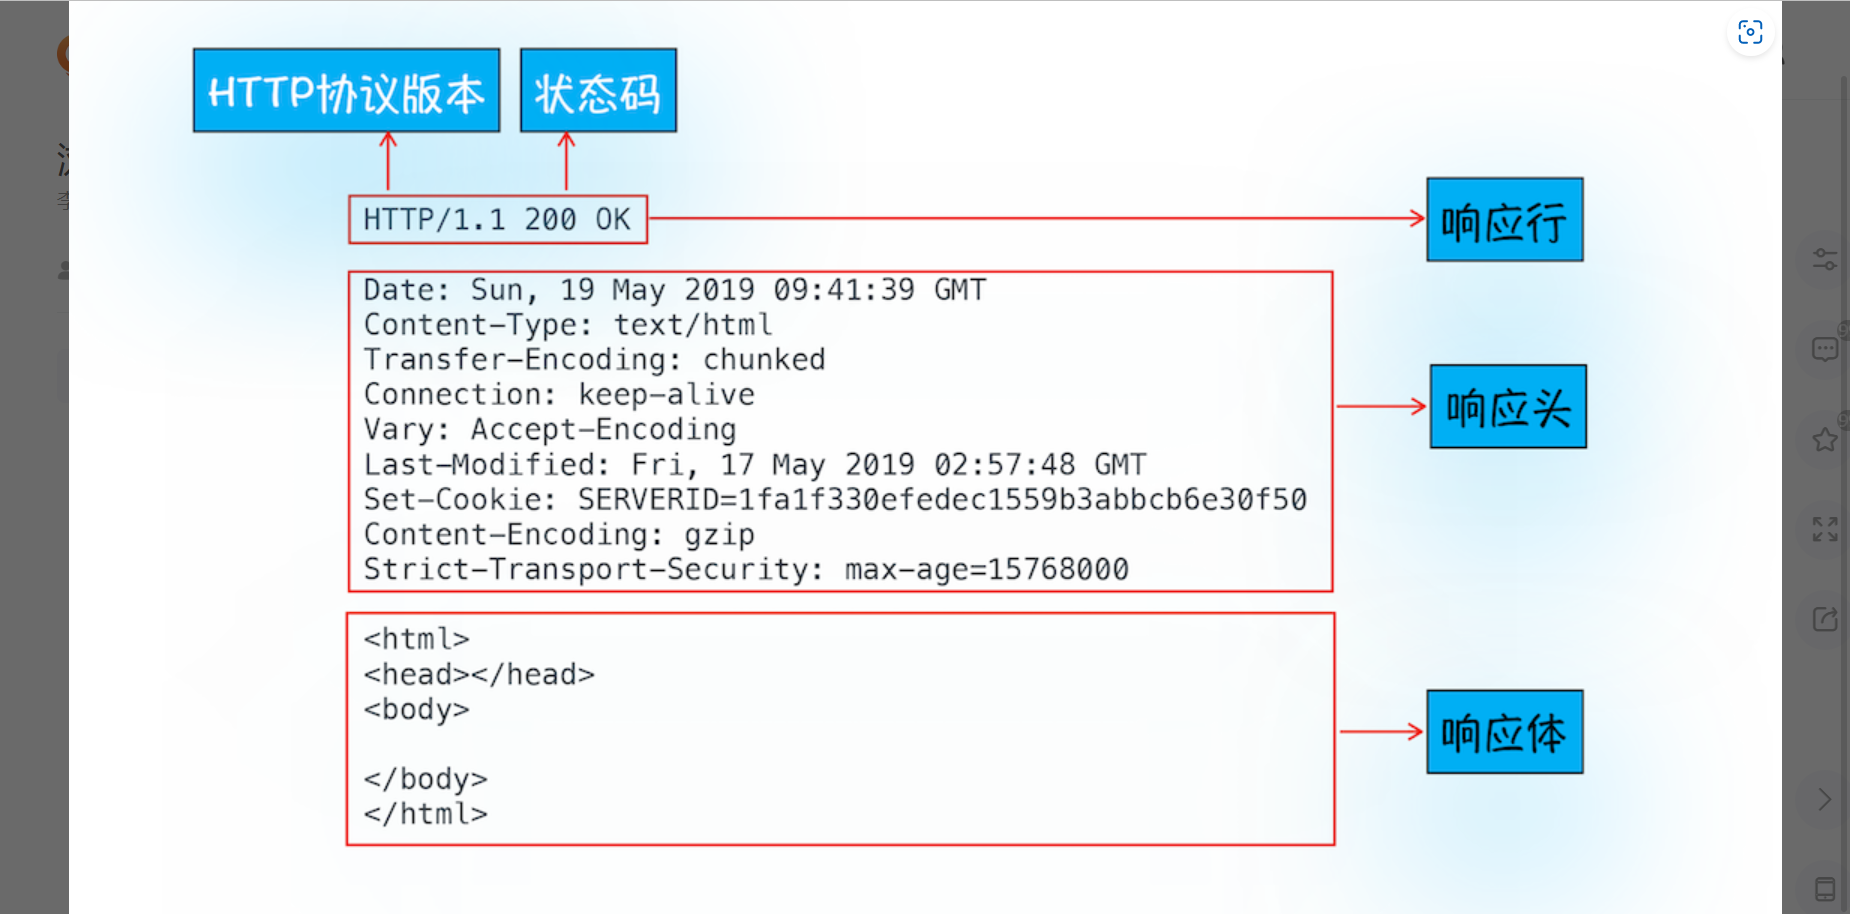 HTTP协议版本
状态码
HTTP/1.1 200 OK
响应行
Date: Sun, 19 May 2019 09:41:39 GMT
Content-Type: text/html
Transfer-Encoding: chunked
Connection: keep-alive
Vary: Accept-Encoding
Last-Modified: Fri, 17 May 2019 02:57:48 GMT
Set-Cookie: SERVERID=1fa1f330efedec1559b3abbcb6e30f50
Content-Encoding: gzip
Strict-Transport-Security: max-age=15768000
响应头
<html>
<head></head>
<body>
</body>
</html>
响应体